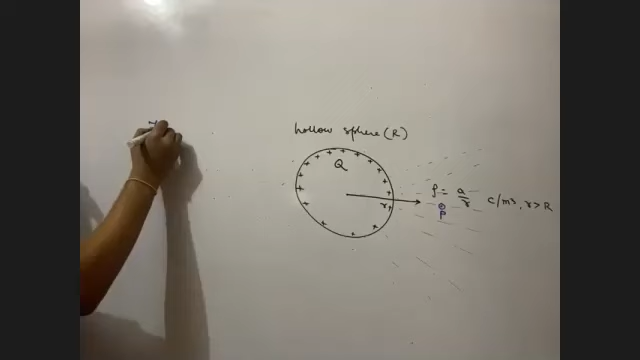 hollow sphere (R)
Q
ρ = a/r C/m³, r > R
r
P